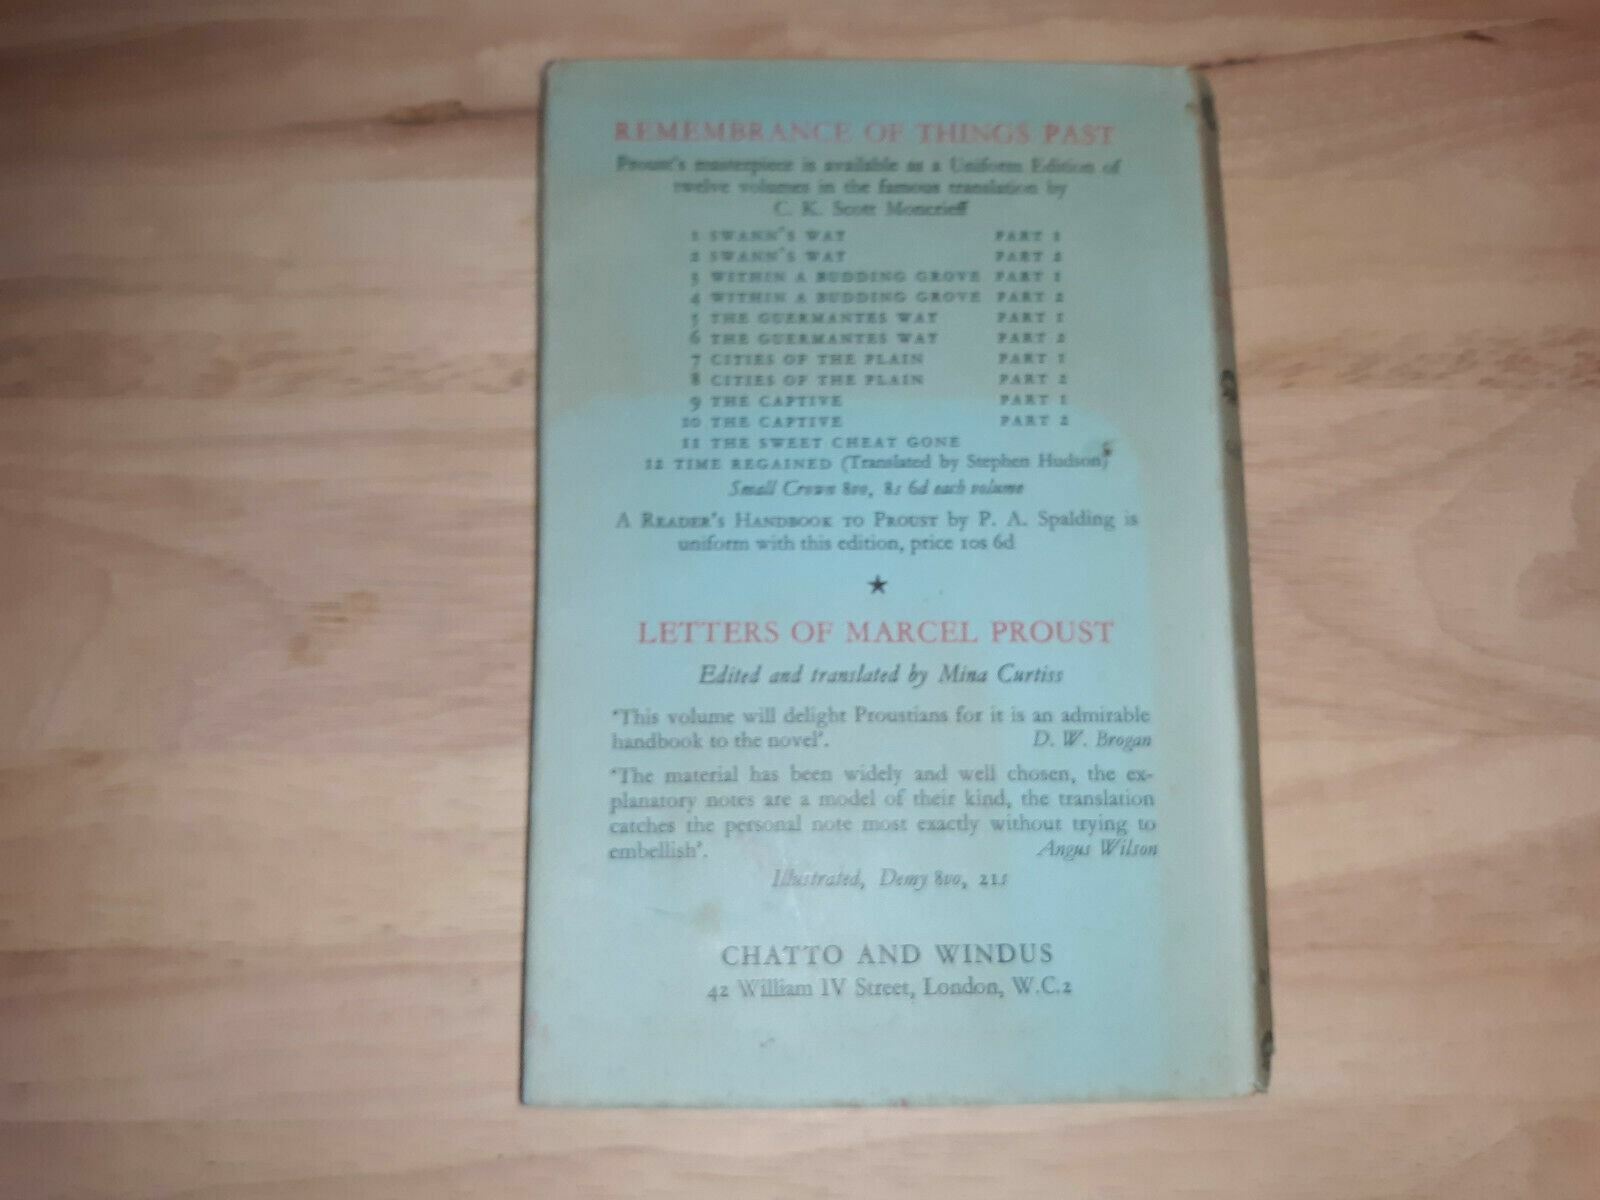 REMEMBRANCE OF THINGS PAST
Proust's masterpiece is available as a Uniform Edition of
twelve volumes in the famous translation by
C. K. Scott Moncrieff
1 SWANN'S WAY PART 1
2 SWANN'S WAY PART 2
3 WITHIN A BUDDING GROVE PART 1
4 WITHIN A BUDDING GROVE PART 2
5 THE GUERMANTES WAY PART 1
6 THE GUERMANTES WAY PART 2
7 CITIES OF THE PLAIN PART 1
8 CITIES OF THE PLAIN PART 2
9 THE CAPTIVE PART 1
10 THE CAPTIVE PART 2
11 THE SWEET CHEAT GONE
12 TIME REGAINED (Translated by Stephen Hudson)
Small Crown 8vo, 8s 6d each volume
A READER'S HANDBOOK TO PROUST by P. A. Spalding is
uniform with this edition, price 10s 6d
★
LETTERS OF MARCEL PROUST
Edited and translated by Mina Curtiss
'This volume will delight Proustians for it is an admirable
handbook to the novel'. D. W. Brogan
'The material has been widely and well chosen, the ex-
planatory notes are a model of their kind, the translation
catches the personal note most exactly without trying to
embellish'. Angus Wilson
Illustrated, Demy 8vo, 21s
CHATTO AND WINDUS
42 William IV Street, London, W.C.2